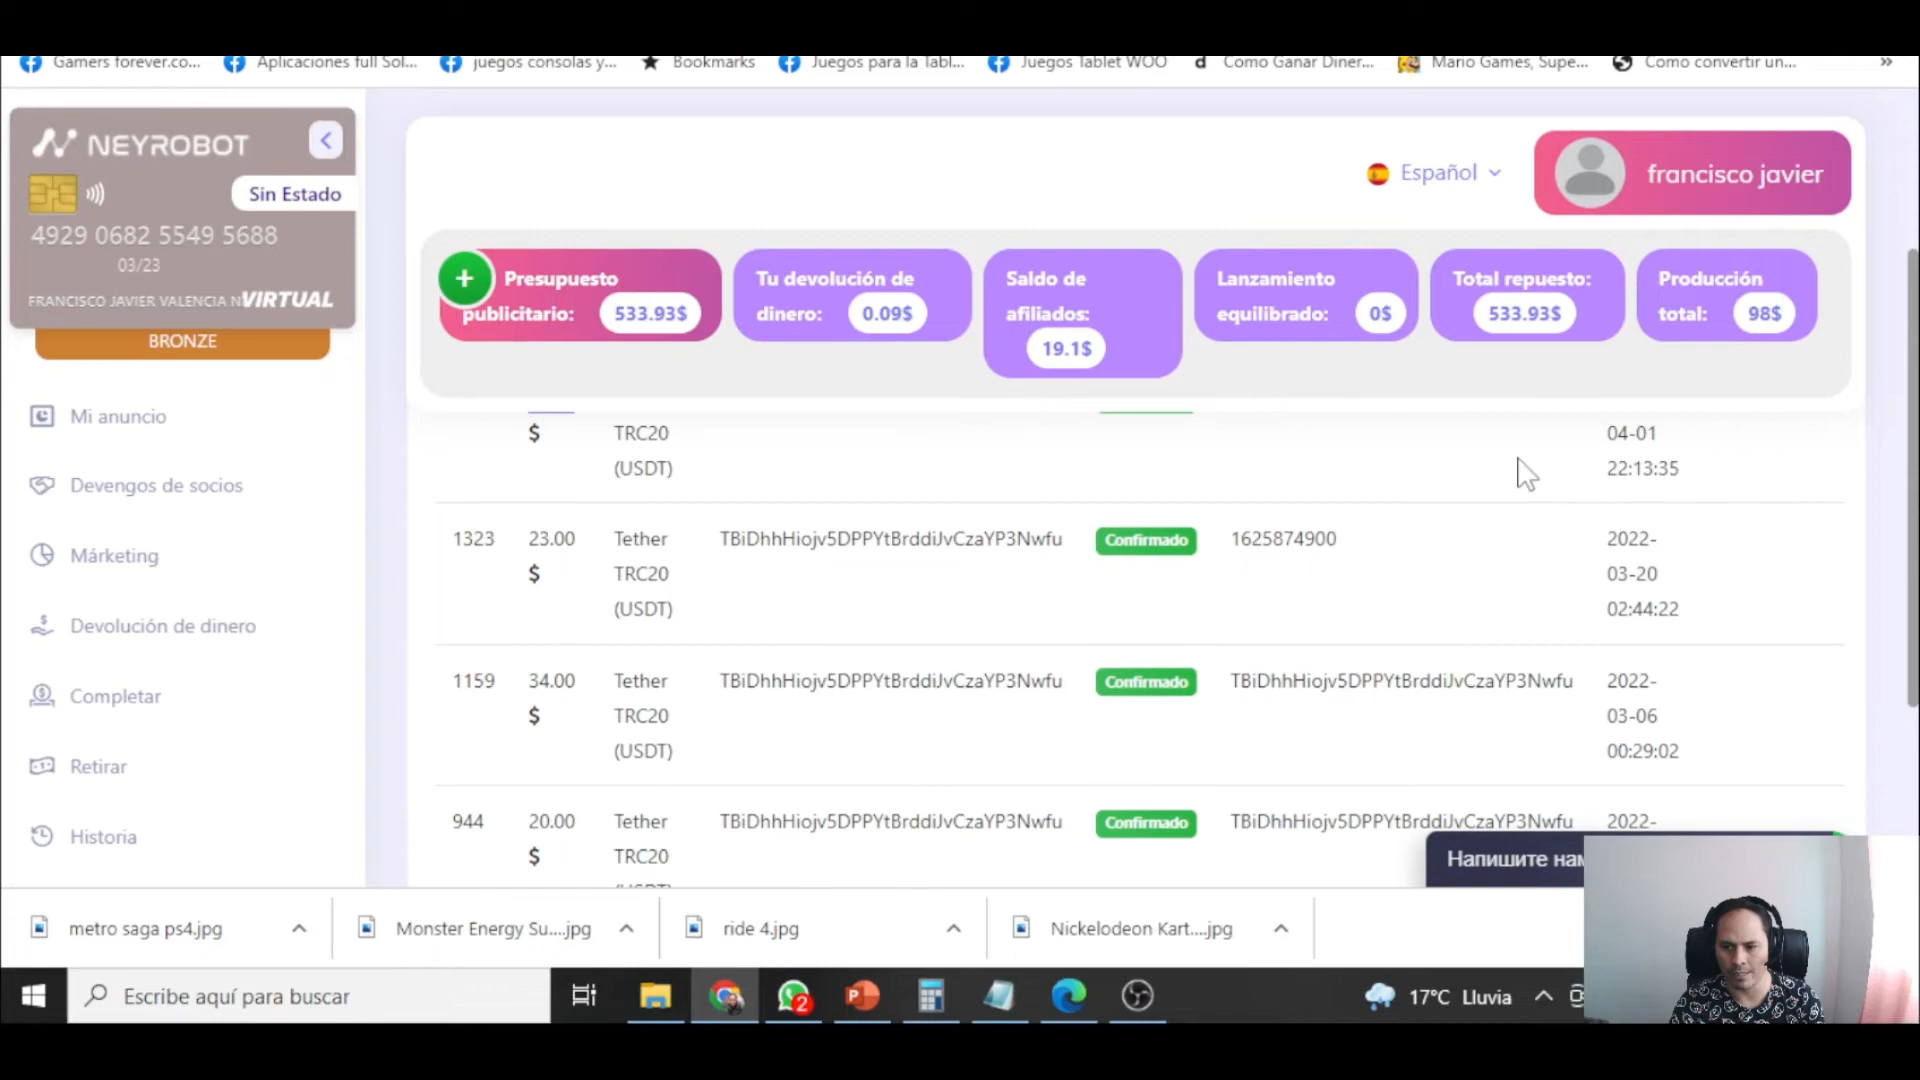 Gamers forever.co...
Aplicaciones full Sol...
juegos consolas y...
Bookmarks
Juegos para la Tabl...
Juegos Tablet WOO
Como Ganar Diner...
Mario Games, Supe...
Como convertir un...
»
NEYROBOT
Sin Estado
4929 0682 5549 5688
03/23
FRANCISCO JAVIER VALENCIA N
VIRTUAL
BRONZE
Mi anuncio
Devengos de socios
Márketing
Devolución de dinero
Completar
Retirar
Historia
Español
francisco javier
Presupuesto
publicitario: 533.93$
Tu devolución de
dinero: 0.09$
Saldo de
afiliados:
19.1$
Lanzamiento
equilibrado: 0$
Total repuesto:
533.93$
Producción
total: 98$
$ TRC20 04-01
(USDT) 22:13:35
1323 23.00 Tether TBiDhhHiojv5DPPYtBrddiJvCzaYP3Nwfu Confirmado 1625874900 2022-
$ TRC20 03-20
(USDT) 02:44:22
1159 34.00 Tether TBiDhhHiojv5DPPYtBrddiJvCzaYP3Nwfu Confirmado TBiDhhHiojv5DPPYtBrddiJvCzaYP3Nwfu 2022-
$ TRC20 03-06
(USDT) 00:29:02
944 20.00 Tether TBiDhhHiojv5DPPYtBrddiJvCzaYP3Nwfu Confirmado TBiDhhHiojv5DPPYtBrddiJvCzaYP3Nwfu 2022-
$ TRC20
Напишите нам
metro saga ps4.jpg
Monster Energy Su....jpg
ride 4.jpg
Nickelodeon Kart....jpg
Escribe aquí para buscar
2
17°C Lluvia